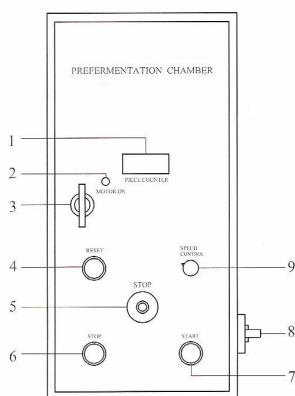 PREFERMENTATION CHAMBER
1
2
PIECE COUNTER
MOTOR ON
3
RESET
SPEED
CONTROL
4
9
STOP
5
STOP
START
8
6
7